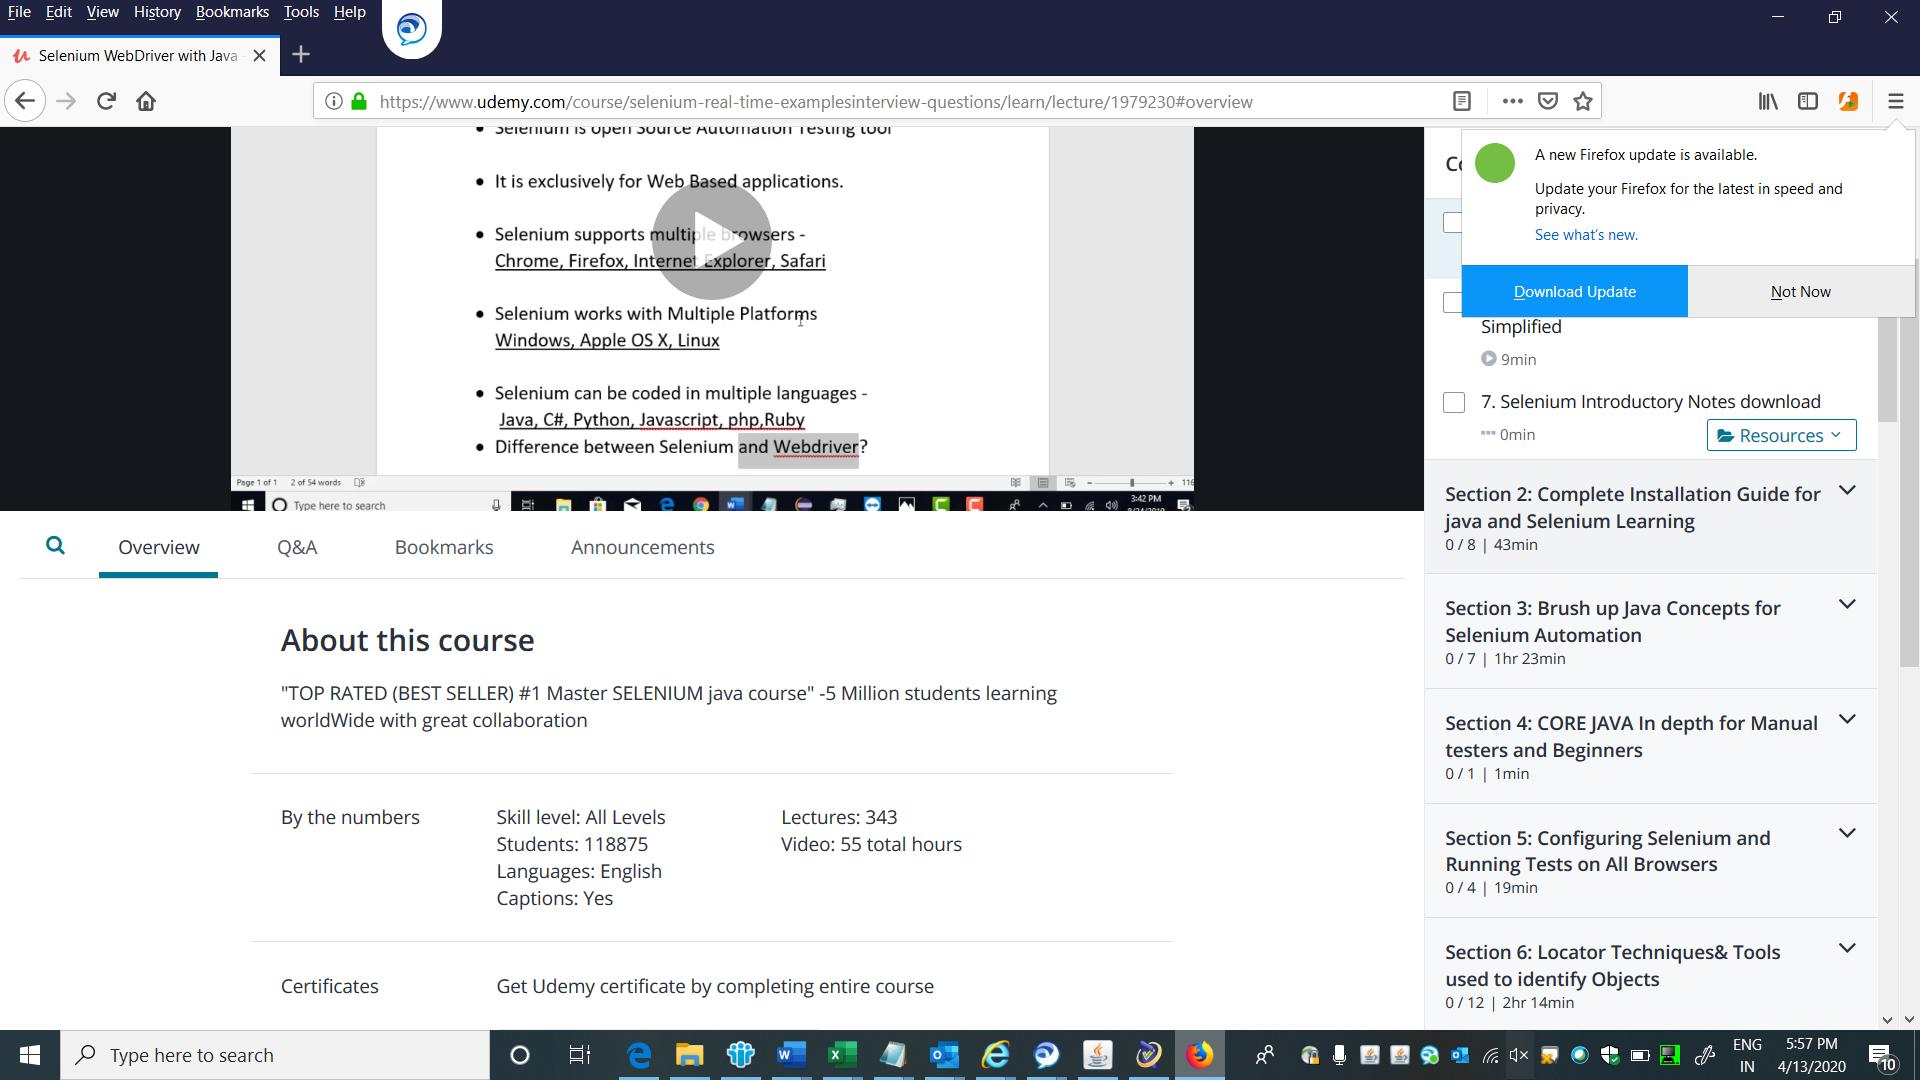 File Edit View History Bookmarks Tools Help
Selenium WebDriver with Java
https://www.udemy.com/course/selenium-real-time-examplesinterview-questions/learn/lecture/1979230#overview
Selenium is open Source Automation Testing tool
It is exclusively for Web Based applications.
Selenium supports multiple browsers -
Chrome, Firefox, Internet Explorer, Safari
Selenium works with Multiple Platforms
Windows, Apple OS X, Linux
Selenium can be coded in multiple languages -
Java, C#, Python, Javascript, php,Ruby
Difference between Selenium and Webdriver?
Page 1 of 1 2 of 54 words
116
Type here to search
3:42 PM
A new Firefox update is available.
Update your Firefox for the latest in speed and
privacy.
See what's new.
Download Update Not Now
Simplified
9min
7. Selenium Introductory Notes download
0min
Resources
Section 2: Complete Installation Guide for
java and Selenium Learning
0 / 8 | 43min
Section 3: Brush up Java Concepts for
Selenium Automation
0 / 7 | 1hr 23min
Section 4: CORE JAVA In depth for Manual
testers and Beginners
0 / 1 | 1min
Section 5: Configuring Selenium and
Running Tests on All Browsers
0 / 4 | 19min
Section 6: Locator Techniques& Tools
used to identify Objects
0 / 12 | 2hr 14min
Overview Q&A Bookmarks Announcements
About this course
"TOP RATED (BEST SELLER) #1 Master SELENIUM java course" -5 Million students learning
worldWide with great collaboration
By the numbers
Skill level: All Levels
Students: 118875
Languages: English
Captions: Yes
Lectures: 343
Video: 55 total hours
Certificates
Get Udemy certificate by completing entire course
Type here to search
ENG
IN
5:57 PM
4/13/2020
10